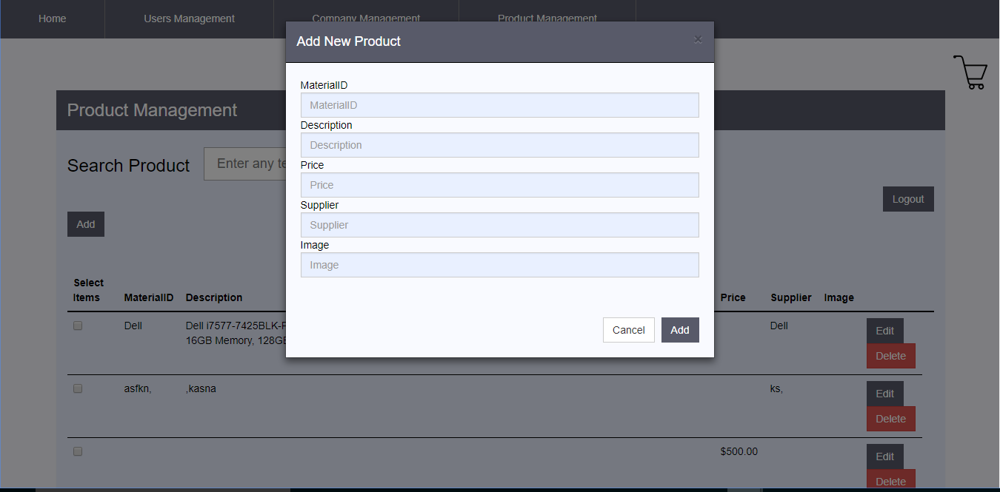 Home Users Management Company Management Product Management
Add New Product ×
Product Management
MaterialID
MaterialID
Description
Description
Price
Price
Supplier
Supplier
Image
Image
Cancel Add
Search Product Enter any te
Logout
Add
Select
Items MaterialID Description Price Supplier Image
Dell Dell i7577-7425BLK-P Dell Edit
16GB Memory, 128GB
Delete
asfkn, ,kasna ks, Edit
Delete
$500.00 Edit
Delete